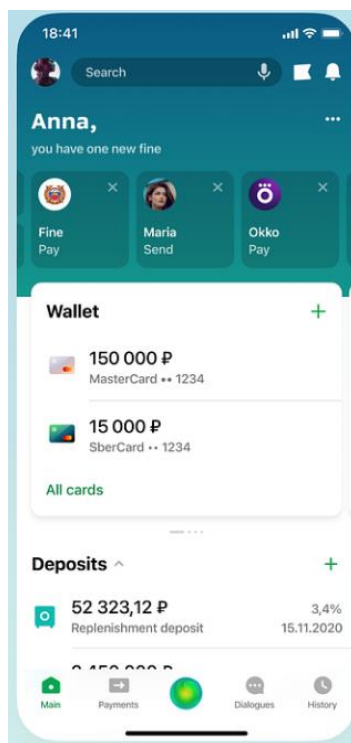 18:41
Search
Anna,
you have one new fine
Fine
Pay
Maria
Send
ö
Okko
Pay
Wallet
150 000 ₽
MasterCard •• 1234
15 000 ₽
SberCard •• 1234
All cards
Deposits
52 323,12 ₽
3,4%
Replenishment deposit
15.11.2020
Main
Payments
Dialogues
History